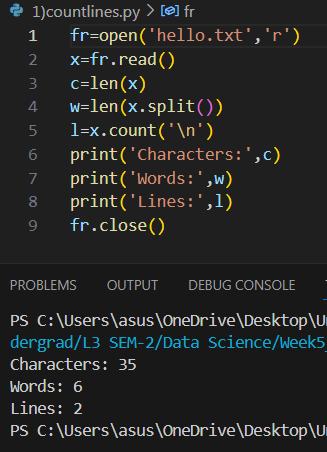 1)countlines.py > fr
1 fr=open('hello.txt','r')
2 x=fr.read()
3 c=len(x)
4 w=len(x.split())
5 l=x.count('\n')
6 print('Characters:',c)
7 print('Words:',w)
8 print('Lines:',l)
9 fr.close()
PROBLEMS OUTPUT DEBUG CONSOLE
PS C:\Users\asus\OneDrive\Desktop\Un
dergrad/L3 SEM-2/Data Science/Week5
Characters: 35
Words: 6
Lines: 2
PS C:\Users\asus\OneDrive\Desktop\Un